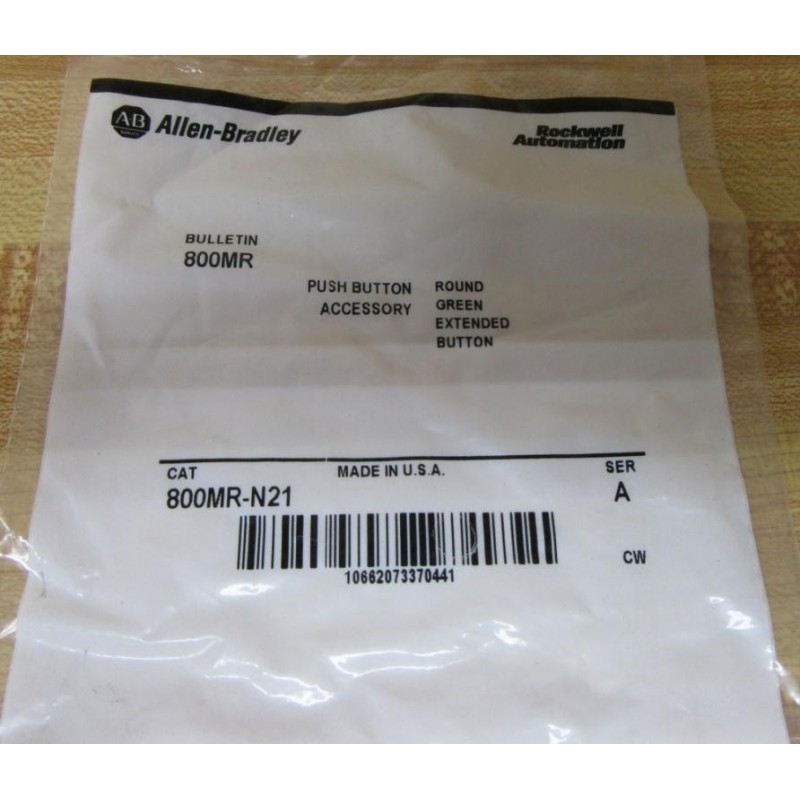 AB
Allen-Bradley
Rockwell
Automation
BULLETIN
800MR
PUSH BUTTON
ACCESSORY
ROUND
GREEN
EXTENDED
BUTTON
CAT
MADE IN U.S.A.
SER
800MR-N21
A
10662073370441
CW